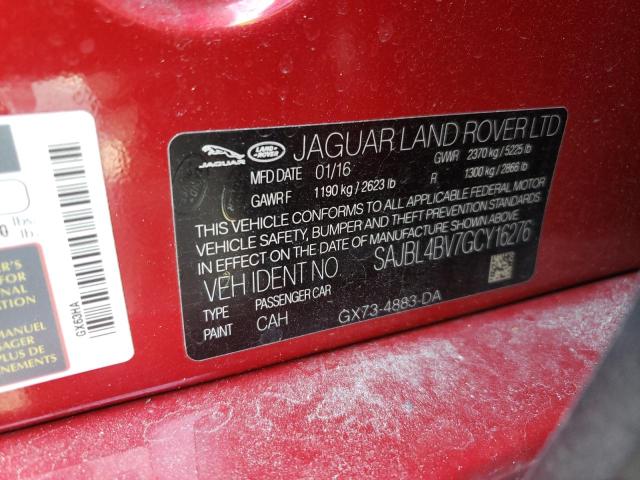 JAGUAR LAND-ROVER JAGUAR LAND ROVER LTD
MFD DATE 01/16 GWR 2370 kg / 5225 lb
GAWR F 1190 kg / 2623 lb R 1300 kg / 2866 lb
THIS VEHICLE CONFORMS TO ALL APPLICABLE FEDERAL MOTOR
VEHICLE SAFETY, BUMPER AND THEFT PREVENTION STANDARDS
IN EFFECT ON THE DATE OF MANUFACTURE SHOWN ABOVE
VEH IDENT NO. SAJBL4BV7GCY16276
TYPE PASSENGER CAR
PAINT CAH GX73-4883-DA
lbs.
GX63HA
MANUEL